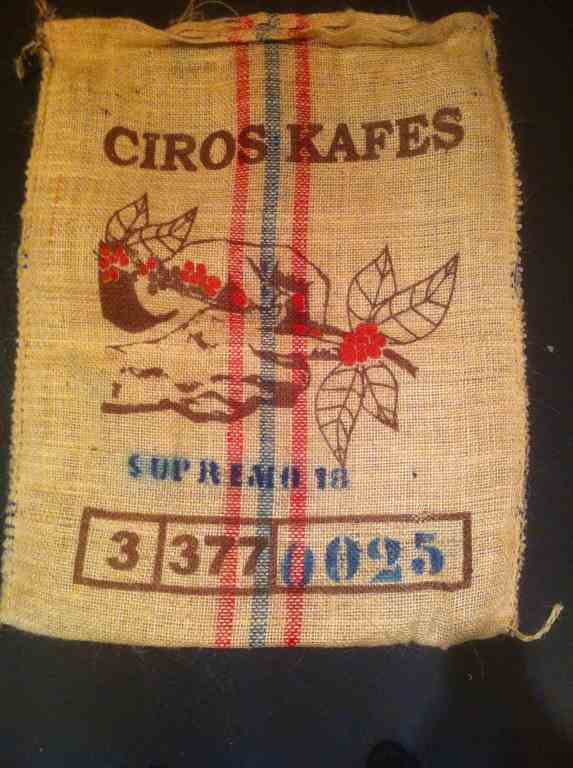 CIROS KAFES
SUPREMO 18
3 377 0025